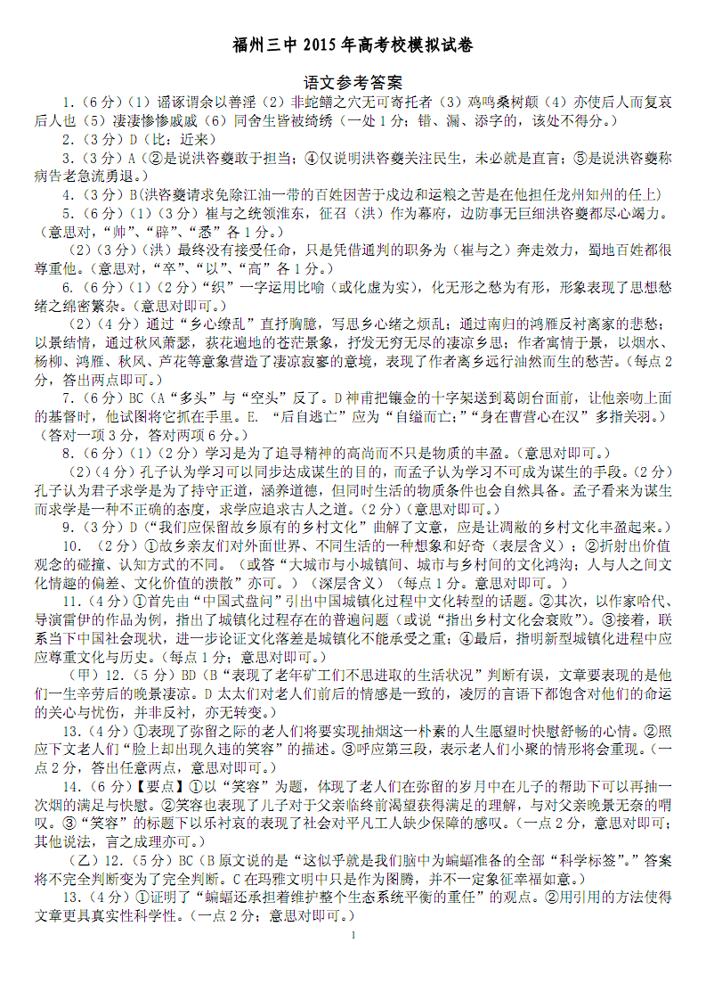 福州三中 2015 年高考校模拟试卷
语文参考答案
1.（6 分）（1）谣诼谓余以善淫（2）非蛇鳝之穴无可寄托者（3）鸡鸣桑树颠（4）亦使后人而复哀
后人也（5）凄凄惨惨戚戚（6）同舍生皆被绮绣（一处 1 分；错、漏、添字的，该处不得分。）
2.（3 分）D（比：近来）
3.（3 分）A（②是说洪咨夔敢于担当；④仅说明洪咨夔关注民生，未必就是直言；⑤是说洪咨夔称
病告老急流勇退。）
4.（3 分）B(洪咨夔请求免除江油一带的百姓因苦于戍边和运粮之苦是在他担任龙州知州的任上)
5.（6 分）（1）（3 分）崔与之统领淮东，征召（洪）作为幕府，边防事无巨细洪咨夔都尽心竭力。
（意思对，“帅”、“辟”、“悉”各 1 分。）
（2）（3 分）（洪）最终没有接受任命，只是凭借通判的职务为（崔与之）奔走效力，蜀地百姓都很
尊重他。（意思对，“卒”、“以”、“高”各 1 分。）
6.（6 分）（1）（2 分）“织”一字运用比喻（或化虚为实），化无形之愁为有形，形象表现了思想愁
绪之绵密繁杂。（意思对即可。）
（2）（4 分）通过“乡心缭乱”直抒胸臆，写思乡心绪之烦乱；通过南归的鸿雁反衬离家的悲愁；
以景结情，通过秋风萧瑟，荻花遍地的苍茫景象，抒发无穷无尽的凄凉乡思；作者寓情于景，以烟水、
杨柳、鸿雁、秋风、芦花等意象营造了凄凉寂寥的意境，表现了作者离乡远行油然而生的愁苦。（每点 2
分，答出两点即可。）
7.（6 分）BC（A“多头”与“空头”反了。D 神甫把镶金的十字架送到葛朗台面前，让他亲吻上面
的基督时，他试图将它抓在手里。E. “后自逃亡”应为“自缢而亡；”“身在曹营心在汉”多指关羽。）
（答对一项 3 分，答对两项 6 分。）
8.（6 分）（1）（2 分）学习是为了追寻精神的高尚而不只是物质的丰盈。（意思对即可。）
（2）（4 分）孔子认为学习可以同步达成谋生的目的，而孟子认为学习不可成为谋生的手段。（2 分）
孔子认为君子求学是为了持守正道，涵养道德，但同时生活的物质条件也会自然具备。孟子看来为谋生
而求学是一种不正确的态度，求学应追求古人之道。（2 分）（意思对即可。）
9.（3 分）D（“我们应保留故乡原有的乡村文化”曲解了文意，应是让凋敝的乡村文化丰盈起来。）
10. （2 分）①故乡亲友们对外面世界、不同生活的一种想象和好奇（表层含义）；②折射出价值
观念的碰撞、认知方式的不同。（或答“大城市与小城镇间、城市与乡村间的文化鸿沟；人与人之间文
化情趣的偏差、文化价值的溃散”亦可。）（深层含义）（每点 1 分。意思对即可。）
11.（4 分）①首先由“中国式盘问”引出中国城镇化过程中文化转型的话题。②其次，以作家哈代、
导演雷伊的作品为例，指出了城镇化过程存在的普遍问题（或说“指出乡村文化会衰败”）。③接着，联
系当下中国社会现状，进一步论证文化落差是城镇化不能承受之重；④最后，指明新型城镇化进程中应
应尊重文化与历史。（每点 1 分；意思对即可。）
（甲）12.（5 分）BD（B“表现了老年矿工们不思进取的生活状况”判断有误，文章要表现的是他
们一生辛劳后的晚景凄凉。D 太太们对老人们前后的情感是一致的，凌厉的言语下都饱含对他们的命运
的关心与忧伤，并非反衬，亦无转变。）
13.（4 分）①表现了弥留之际的老人们将要实现抽烟这一朴素的人生愿望时快慰舒畅的心情。②照
应下文老人们“脸上却出现久违的笑容”的描述。③呼应第三段，表示老人们小聚的情形将会重现。（一
点 2 分，答出任意两点，意思对即可。）
14.（6 分）【要点】①以“笑容”为题，体现了老人们在弥留的岁月中在儿子的帮助下可以再抽一
次烟的满足与快慰。②笑容也表现了儿子对于父亲临终前渴望获得满足的理解，与对父亲晚景无奈的喟
叹。③“笑容”的标题下以乐衬哀的表现了社会对平凡工人缺少保障的感叹。（一点 2 分，意思对即可；
其他说法，言之成理亦可。）
（乙）12.（5 分）BC（B 原文说的是“这似乎就是我们脑中为蝙蝠准备的全部“科学标签”。”答案
将不完全判断变为了完全判断。C 在玛雅文明中只是作为图腾，并不一定象征幸福如意。）
13.（4 分）①证明了“蝙蝠还承担着维护整个生态系统平衡的重任”的观点。②用引用的方法使得
文章更具真实性科学性。（一点 2 分；意思对即可。）
1